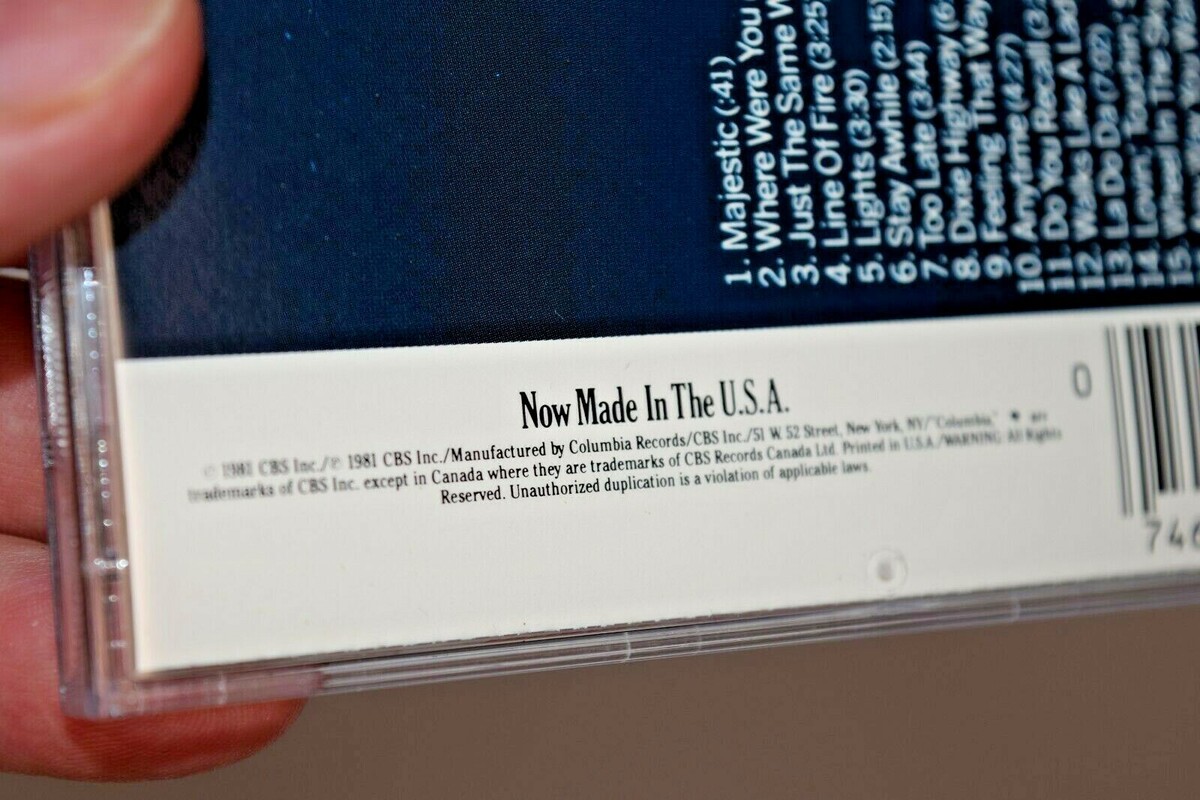 1. Majestic (:41)
2. Where Were You
3. Just The Same W
4. Line Of Fire (3:25)
5. Lights (3:30)
6. Stay Awhile (2:15)
7. Too Late (3:44)
8. Dixie Highway (6:
9. Feeling That Way
10. Anytime (4:27)
11. Do You Recall (3:
12. Walks Like A Lad
13. La Do Da (7:02)
14. Lovin', Touchin', S
15. Wheel In The Sky
Now Made In The U.S.A.
© 1981 CBS Inc./℗ 1981 CBS Inc./Manufactured by Columbia Records/CBS Inc./51 W. 52 Street, New York, NY/"Columbia," are
trademarks of CBS Inc. except in Canada where they are trademarks of CBS Records Canada Ltd. Printed in U.S.A./WARNING: All Rights
Reserved. Unauthorized duplication is a violation of applicable laws.
0
746